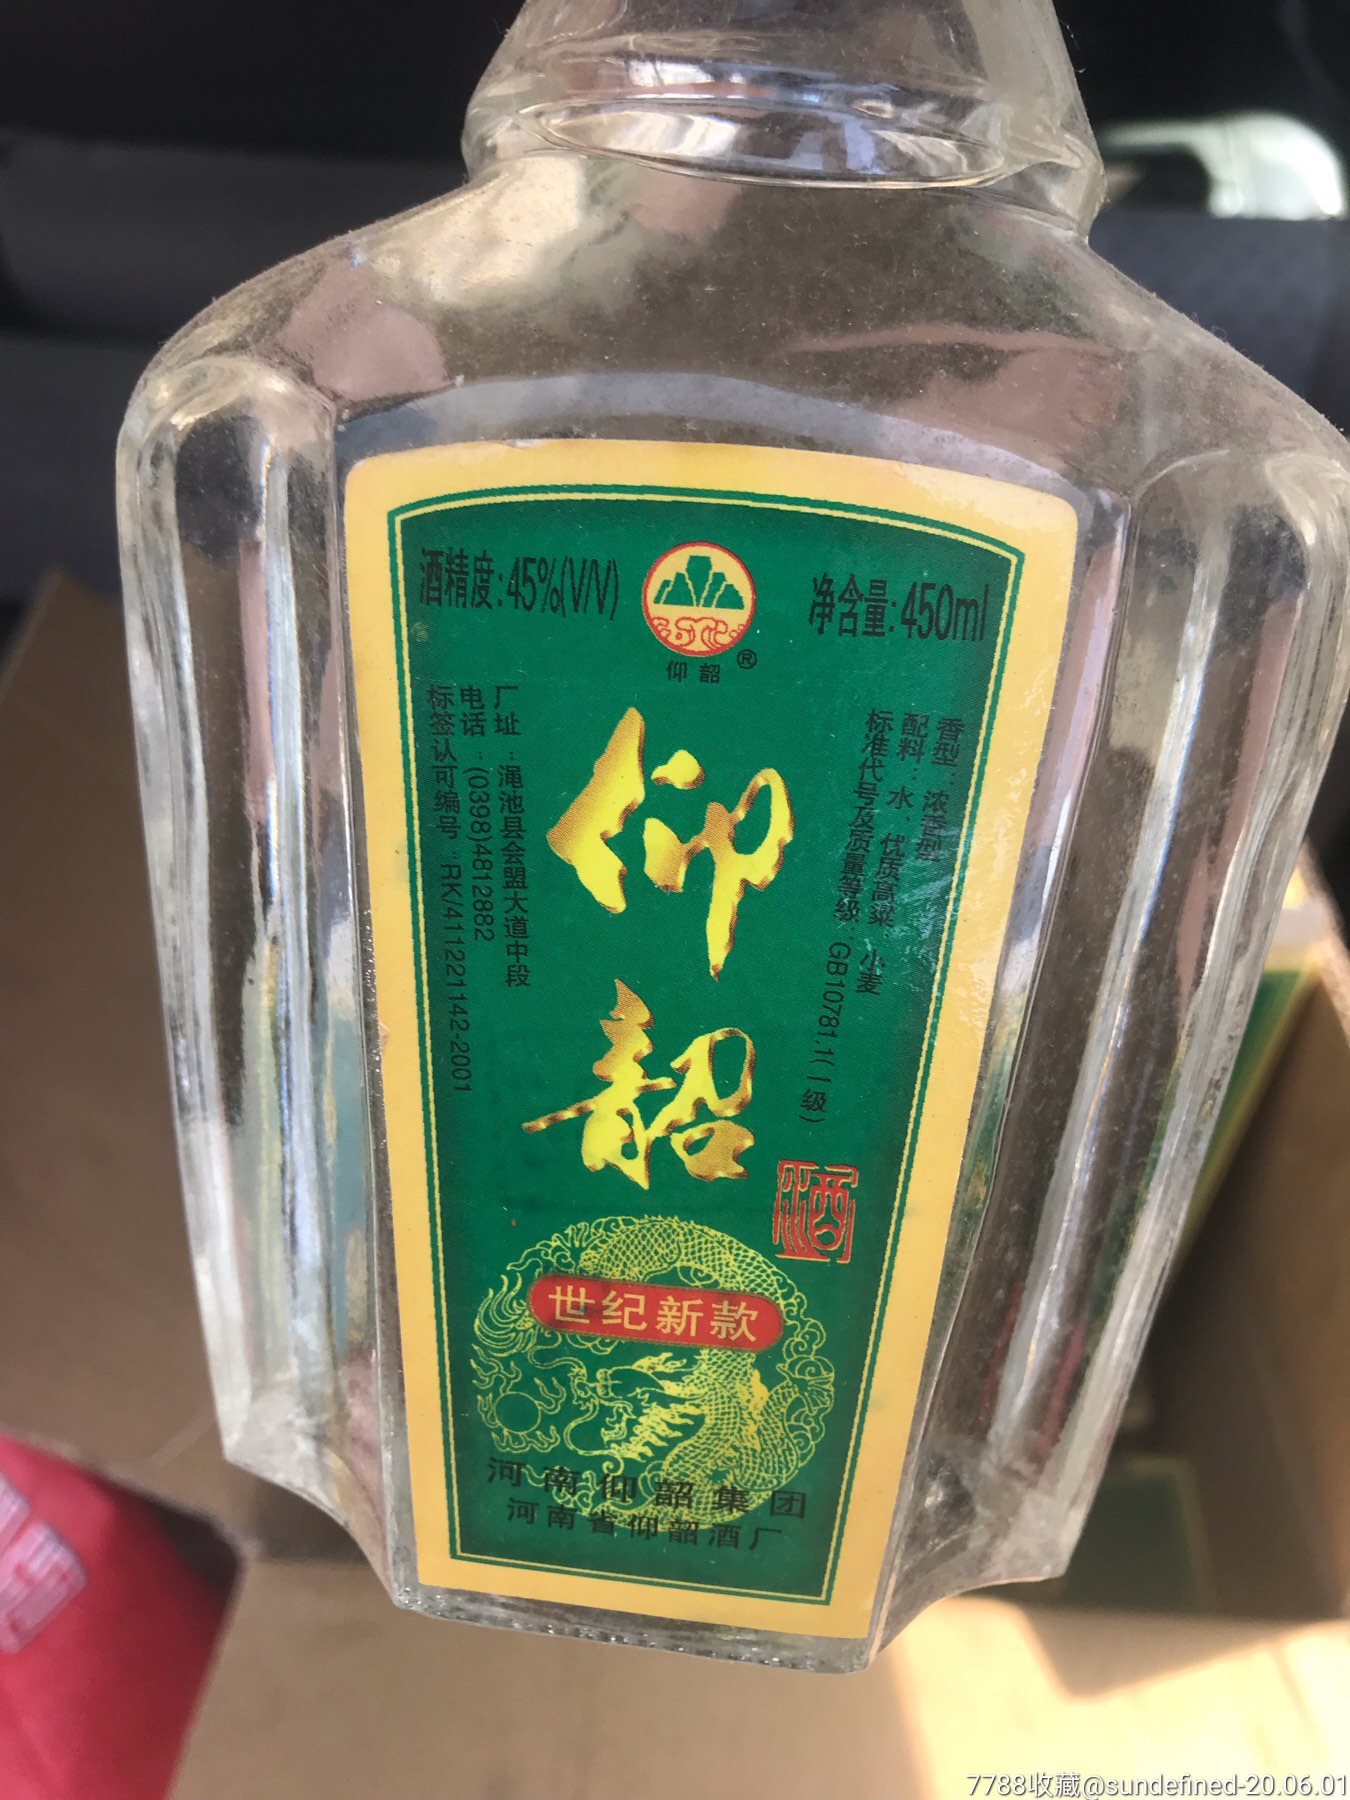 酒精度:45%(V/V)
仰韶
®
净含量:450ml
香型：浓香型
配料：水、优质高粱、小麦
标准代号及质量等级：GB10781.1(Ⅰ级)
仰韶
酒
厂址：渑池县会盟大道中段
电话：(0398)4812882
标签认可编号：RK/411221142-2001
世纪新款
河南仰韶集团
河南省仰韶酒厂
7788收藏@sundefined-20.06.01